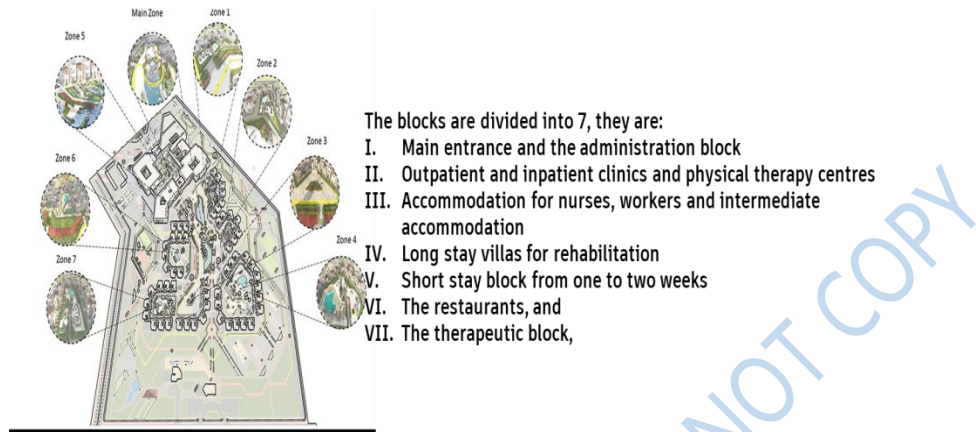 Main Zone
Zone 1
Zone 5
Zone 2
Zone 3
Zone 6
Zone 4
Zone 7
The blocks are divided into 7, they are:
I. Main entrance and the administration block
II. Outpatient and inpatient clinics and physical therapy centres
III. Accommodation for nurses, workers and intermediate
accommodation
IV. Long stay villas for rehabilitation
V. Short stay block from one to two weeks
VI. The restaurants, and
VII. The therapeutic block,
NOT COPY